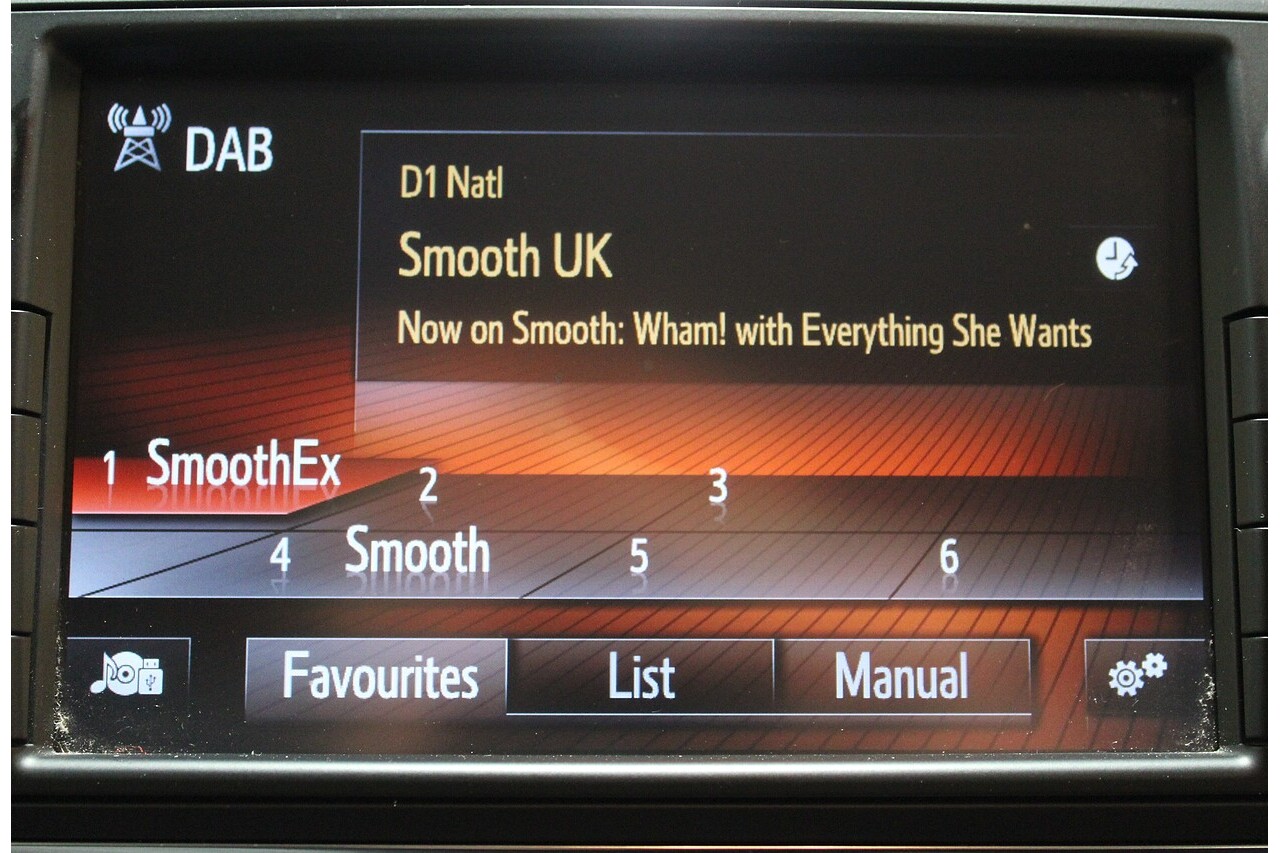 DAB
D1 Natl
Smooth UK
Now on Smooth: Wham! with Everything She Wants
1 SmoothEx 2 3
4 Smooth 5 6
Favourites List Manual